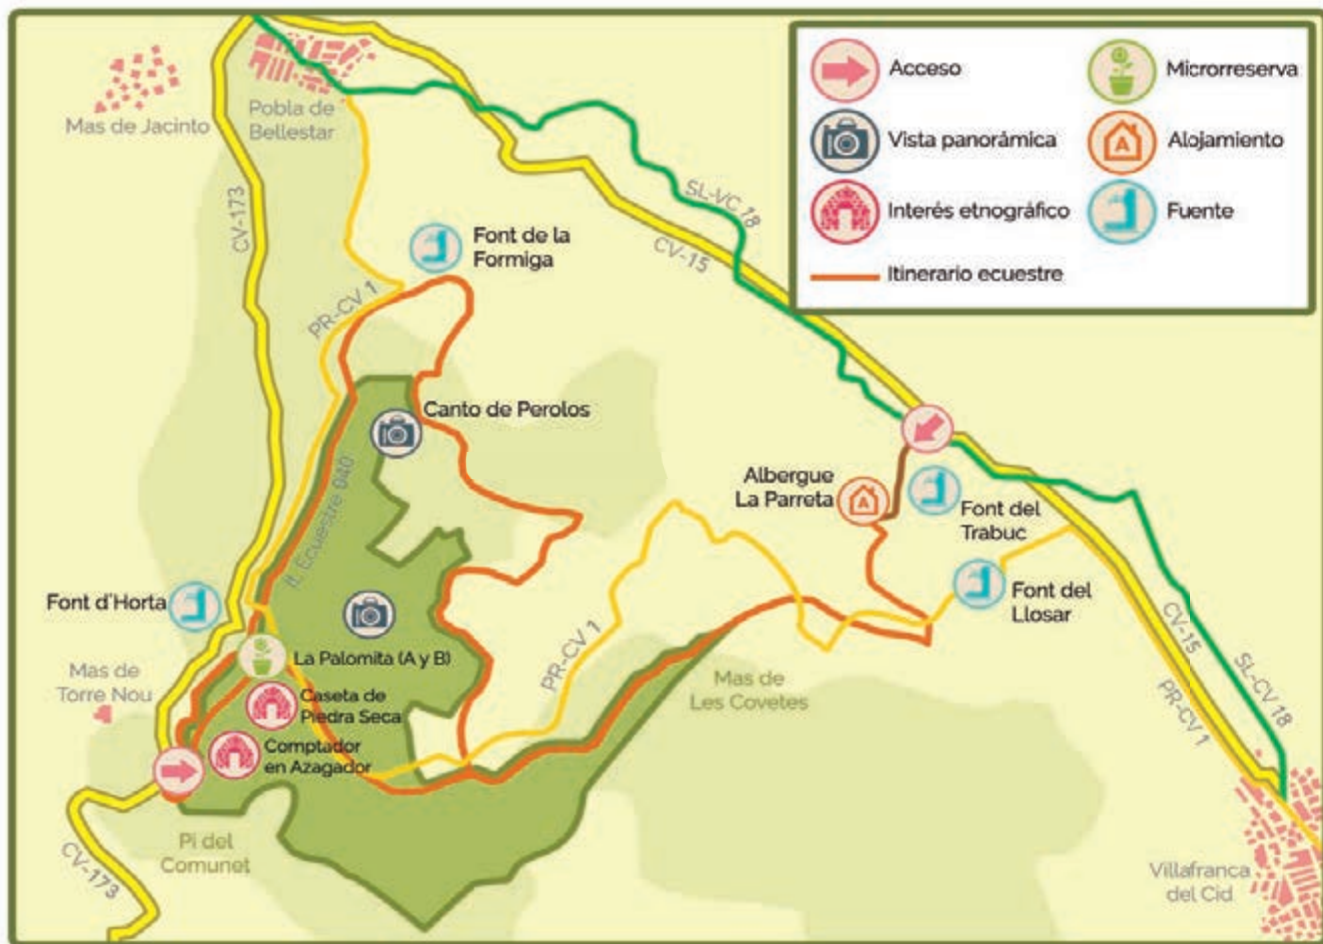 Acceso
Microrreserva
Vista panorámica
Alojamiento
Interés etnográfico
Fuente
Itinerario ecuestre
A
Mas de Jacinto
Pobla de
Bellestar
CV-173
SL-VC 18
CV-15
Font de la
Formiga
PR-CV 1
Canto de Perolos
It. Ecuestre 040
Albergue
La Parreta
A
Font del
Trabuc
Font d'Horta
Font del
Llosar
La Palomita (A y B)
PR-CV 1
CV-15
SL-CV 18
PR-CV 1
Mas de
Torre Nou
Caseta de
Piedra Seca
Mas de
Les Covetes
Comptador
en Azagador
Pi del
Comunet
CV-173
Villafranca
del Cid